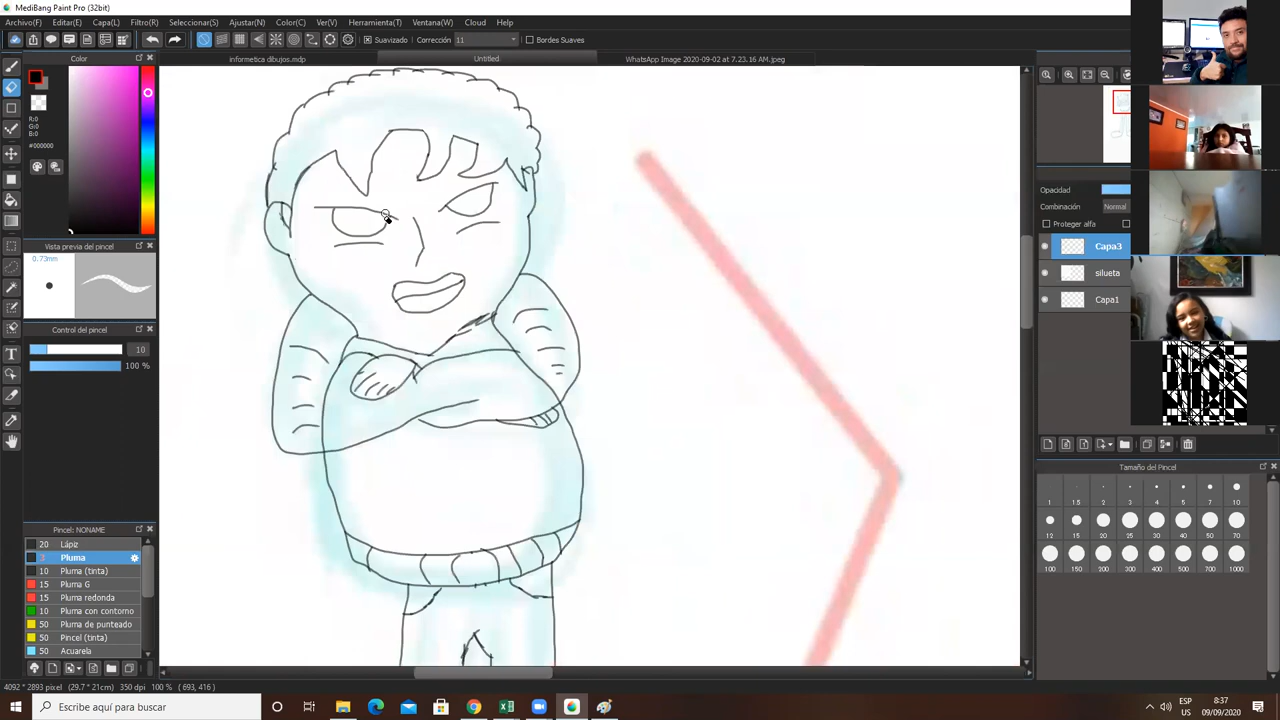 MediBang Paint Pro (32bit)
Archivo(F) Editar(E) Capa(L) Filtro(R) Seleccionar(S) Ajustar(N) Color(C) Ver(V) Herramienta(T) Ventana(W) Cloud Help
Suavizado Corrección 11 Bordes Suaves
Color
informetica dibujos.mdp Untitled WhatsApp Image 2020-09-02 at 7.23.16 AM.jpeg
R:0
G:0
B:0
#000000
Vista previa del pincel
0.73mm
Control del pincel
10
100 %
Pincel: NONAME
20 Lápiz
Pluma
10 Pluma (tinta)
15 Pluma G
15 Pluma redonda
10 Pluma con contorno
50 Pluma de punteado
50 Pincel (tinta)
50 Acuarela
Opacidad
Combinación Normal
Proteger alfa
Capa3
silueta
Capa1
Tamaño del Pincel
1 1.5 2 3 4 5 7 10
12 15 20 25 30 40 50 70
100 150 200 300 400 500 700 1000
4092 * 2893 pixel (29.7 * 21cm) 350 dpi 100 % ( 693, 416 )
Escribe aquí para buscar
ESP
8:37
09/09/2020